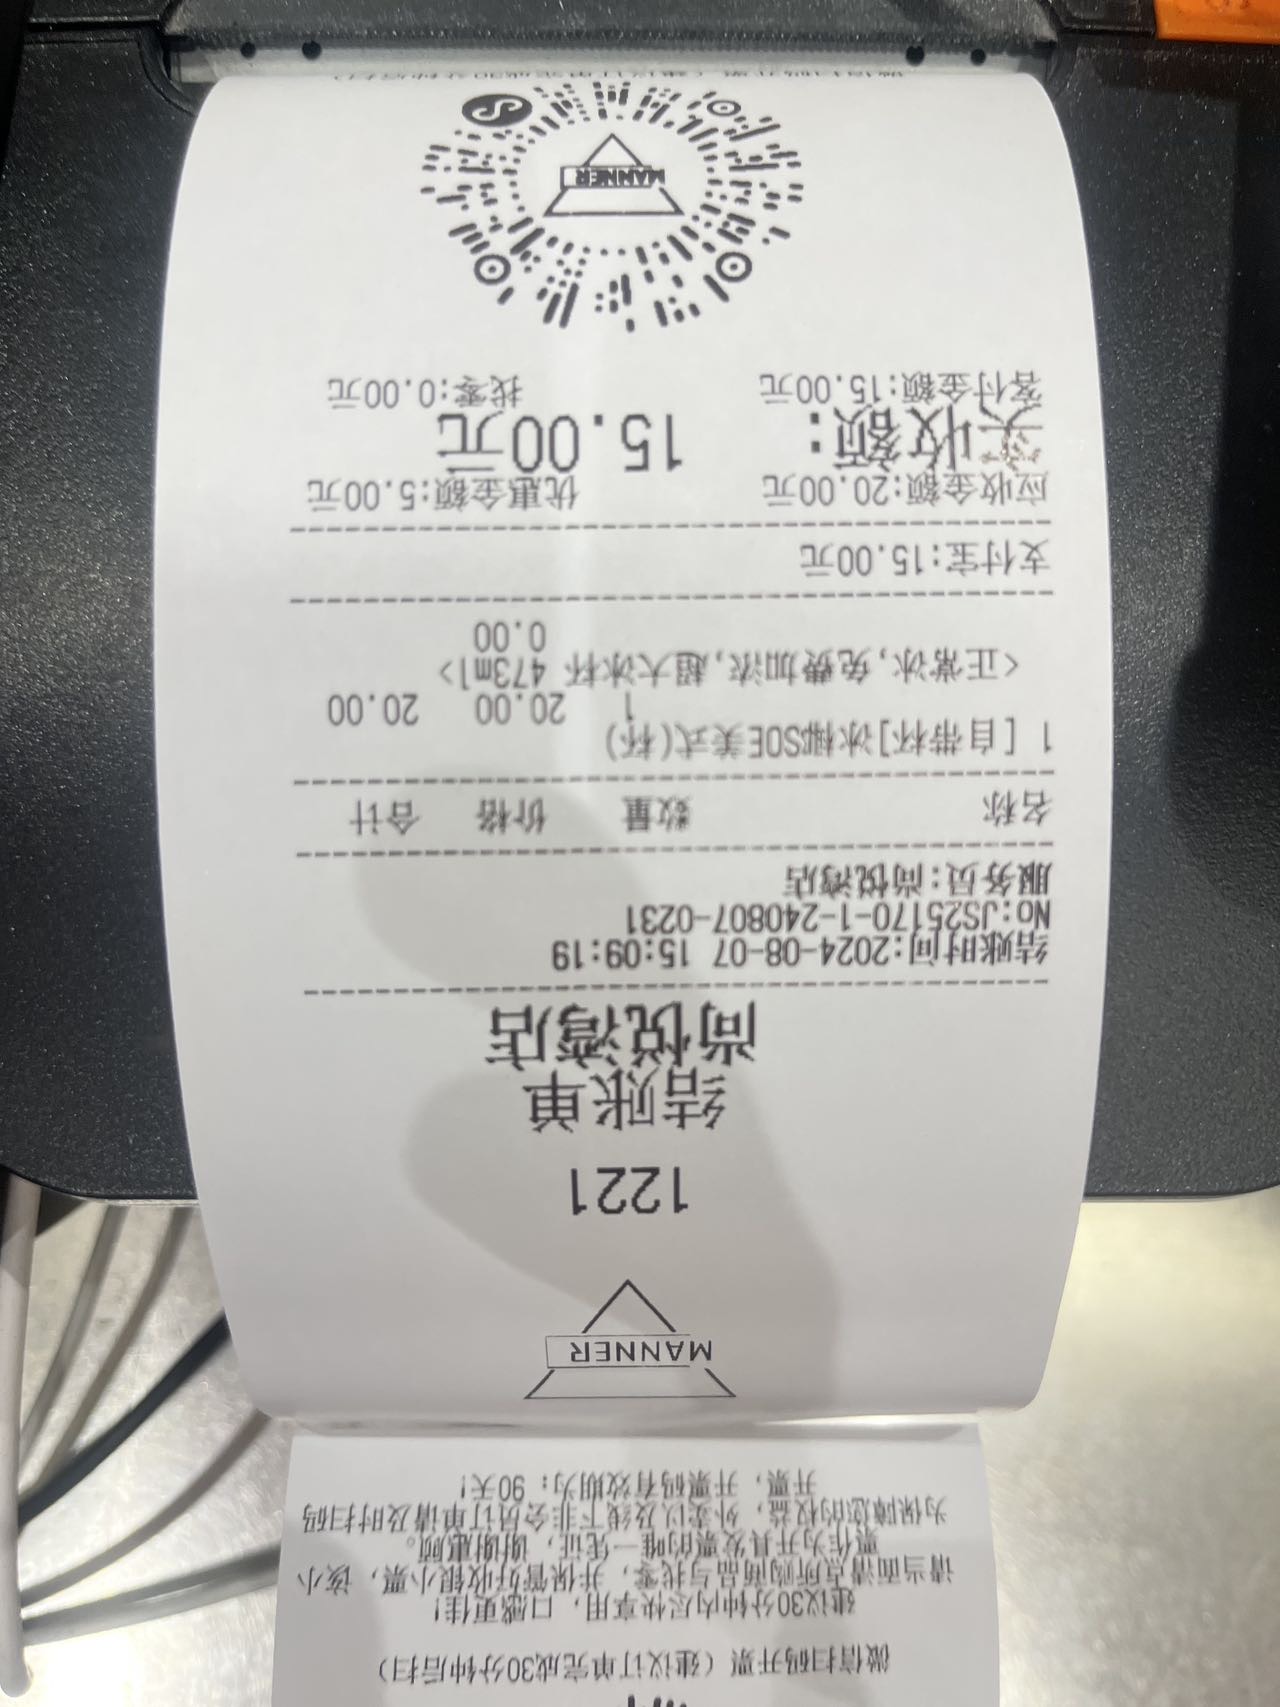 MANNER
1221
结账单
尚悦湾店
结账时间:2024-08-07 15:09:19
NO:JS25170-1-240807-0231
服务员:尚悦湾店
名称 数量 价格 合计
1 [自带杯]冰椰SOE美式(杯)
1 20.00 20.00
<正常冰,免费加浓,超大冰杯 473ml>
0.00
支付宝:15.00元
应收金额:20.00元 优惠金额:5.00元
实收额: 15.00元
客付金额:15.00元 找零:0.00元
MANNER
微信扫码开票（建议订单完成30分钟后扫）
建议30分钟内尽快享用，口感更佳!
请当面清点所购商品与找零，并保管好收银小票，该小
票作为开具发票的唯一凭证，谢谢惠顾。
为保障您的权益，外卖以及线下非会员订单请及时扫码
开票，开票码有效期为：90天!